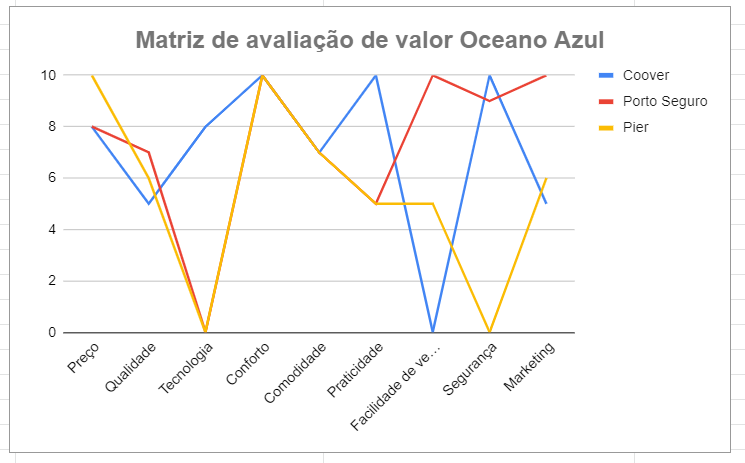 Matriz de avaliação de valor Oceano Azul
10
8
6
4
2
0
Preço
Qualidade
Tecnologia
Conforto
Comodidade
Praticidade
Facilidade de ve…
Segurança
Marketing
Coover
Porto Seguro
Pier